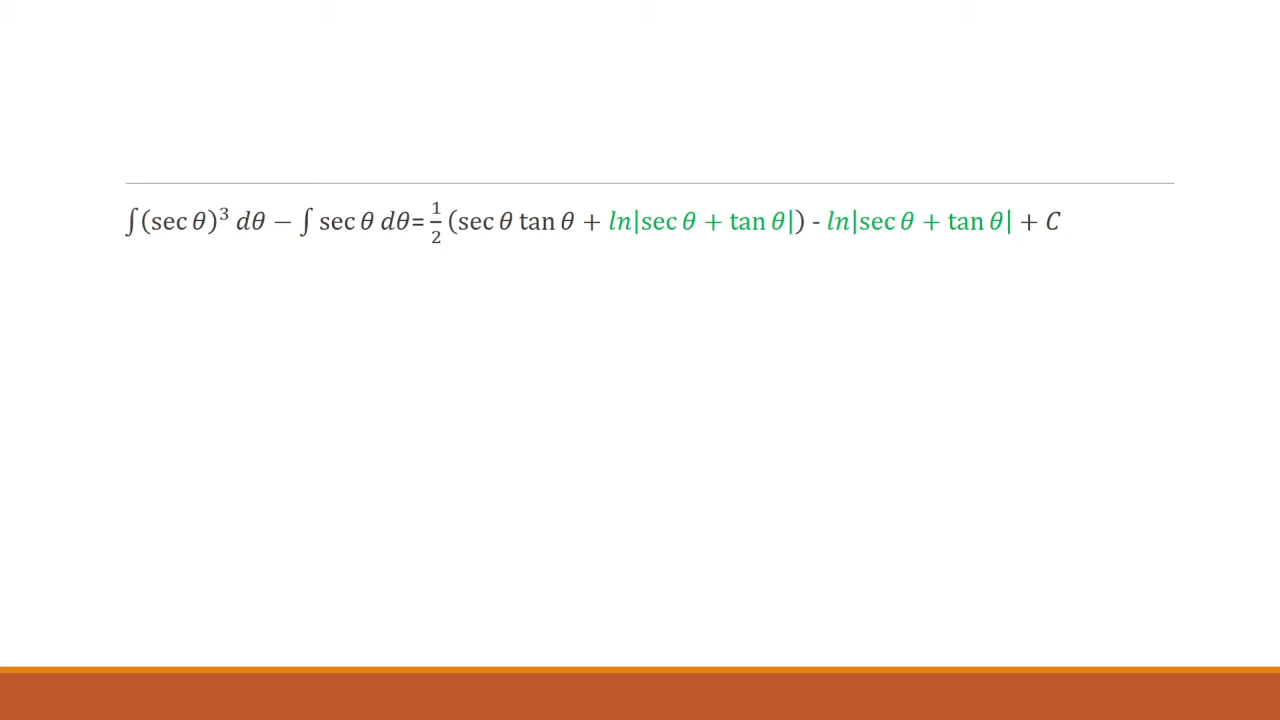 ∫(sec θ)³ dθ − ∫ sec θ dθ= 1/2 (sec θ tan θ + ln|sec θ + tan θ|) - ln|sec θ + tan θ| + C